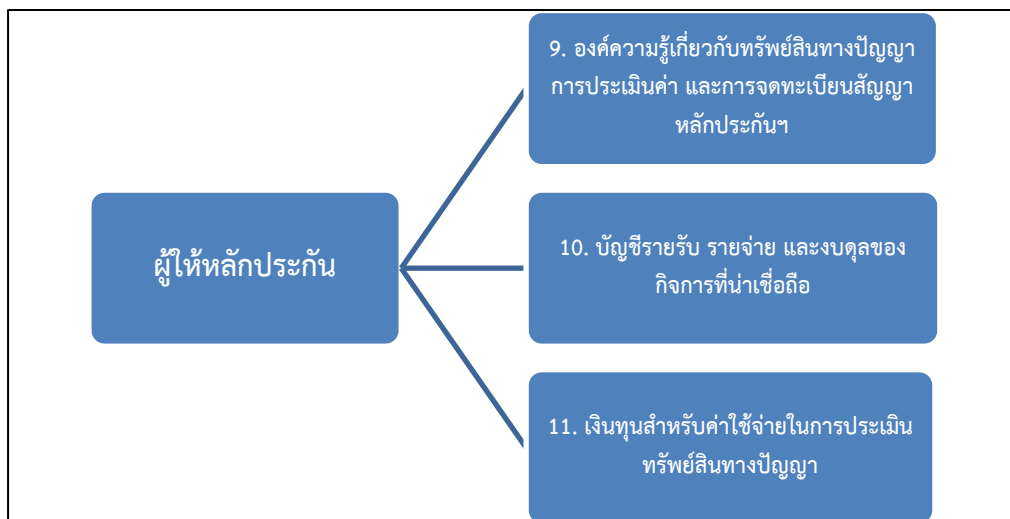 9. องค์ความรู้เกี่ยวกับทรัพย์สินทางปัญญา
การประเมินค่า และการจดทะเบียนสัญญา
หลักประกันฯ
ผู้ให้หลักประกัน
10. บัญชีรายรับ รายจ่าย และงบดุลของ
กิจการที่น่าเชื่อถือ
11. เงินทุนสำหรับค่าใช้จ่ายในการประเมิน
ทรัพย์สินทางปัญญา